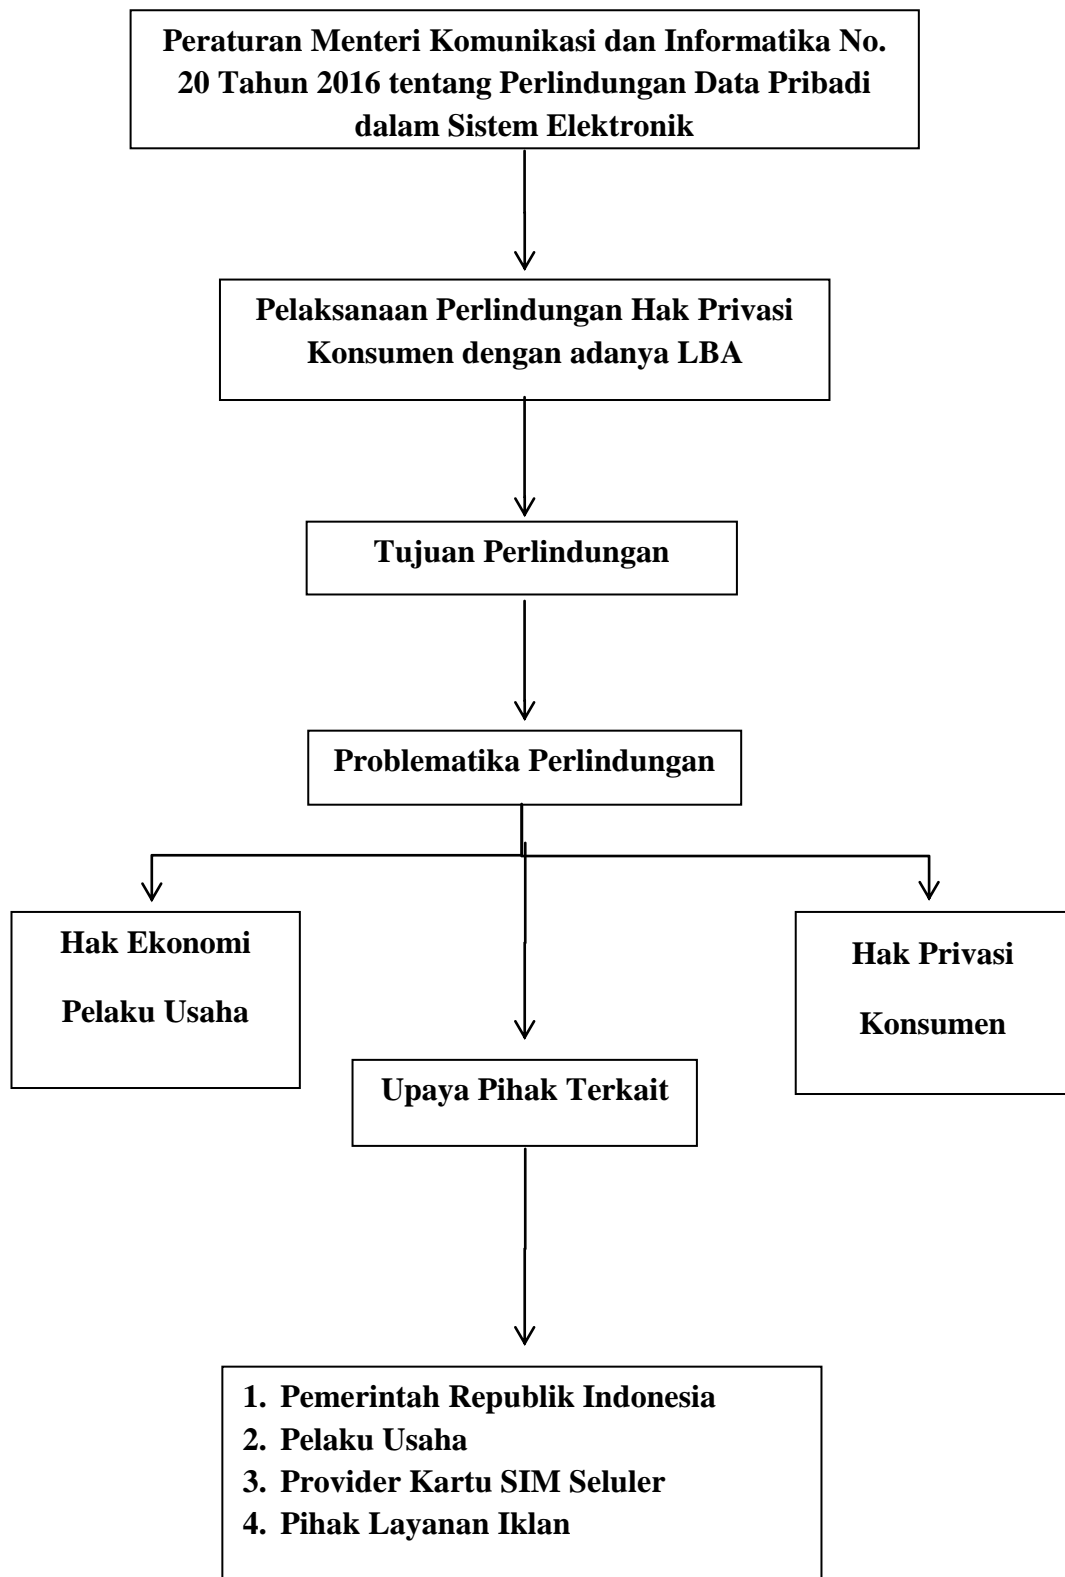 Peraturan Menteri Komunikasi dan Informatika No.
20 Tahun 2016 tentang Perlindungan Data Pribadi
dalam Sistem Elektronik
Pelaksanaan Perlindungan Hak Privasi
Konsumen dengan adanya LBA
Tujuan Perlindungan
Problematika Perlindungan
Hak Ekonomi
Pelaku Usaha
Hak Privasi
Konsumen
Upaya Pihak Terkait
1. Pemerintah Republik Indonesia
2. Pelaku Usaha
3. Provider Kartu SIM Seluler
4. Pihak Layanan Iklan